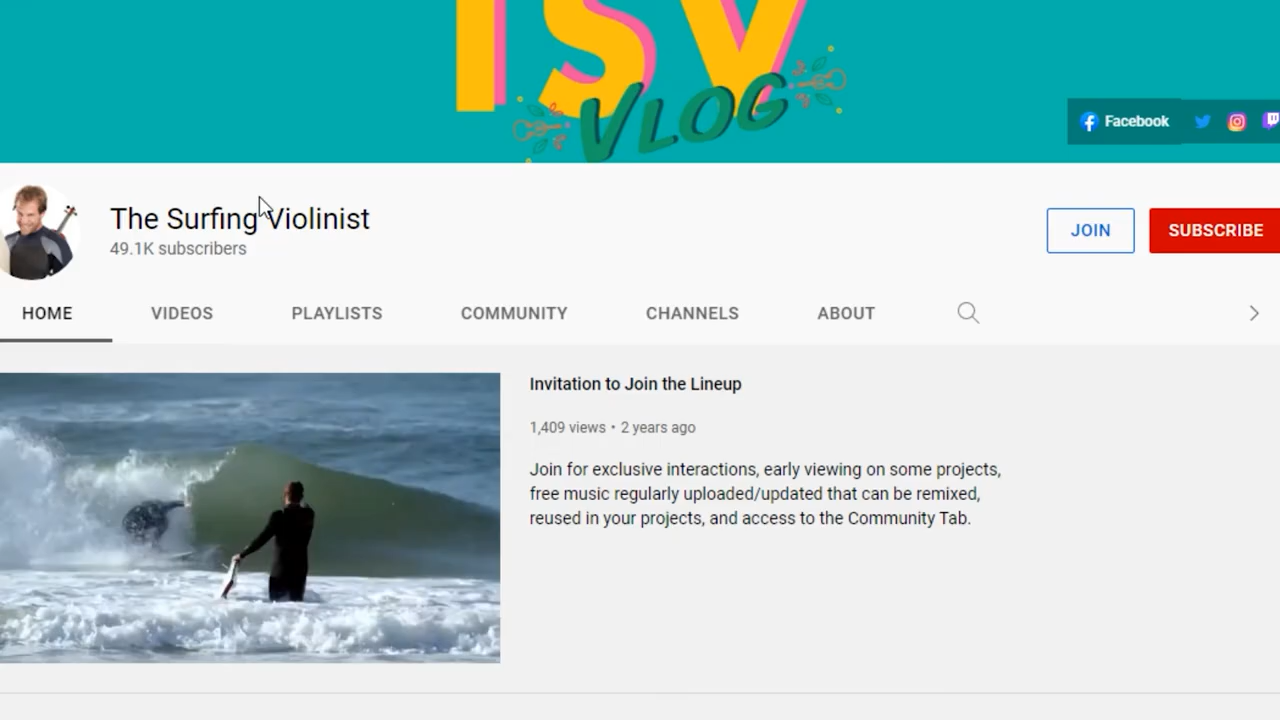 TSV
VLOG
Facebook
The Surfing Violinist
49.1K subscribers
JOIN
SUBSCRIBE
HOME
VIDEOS
PLAYLISTS
COMMUNITY
CHANNELS
ABOUT
Invitation to Join the Lineup
1,409 views • 2 years ago
Join for exclusive interactions, early viewing on some projects,
free music regularly uploaded/updated that can be remixed,
reused in your projects, and access to the Community Tab.